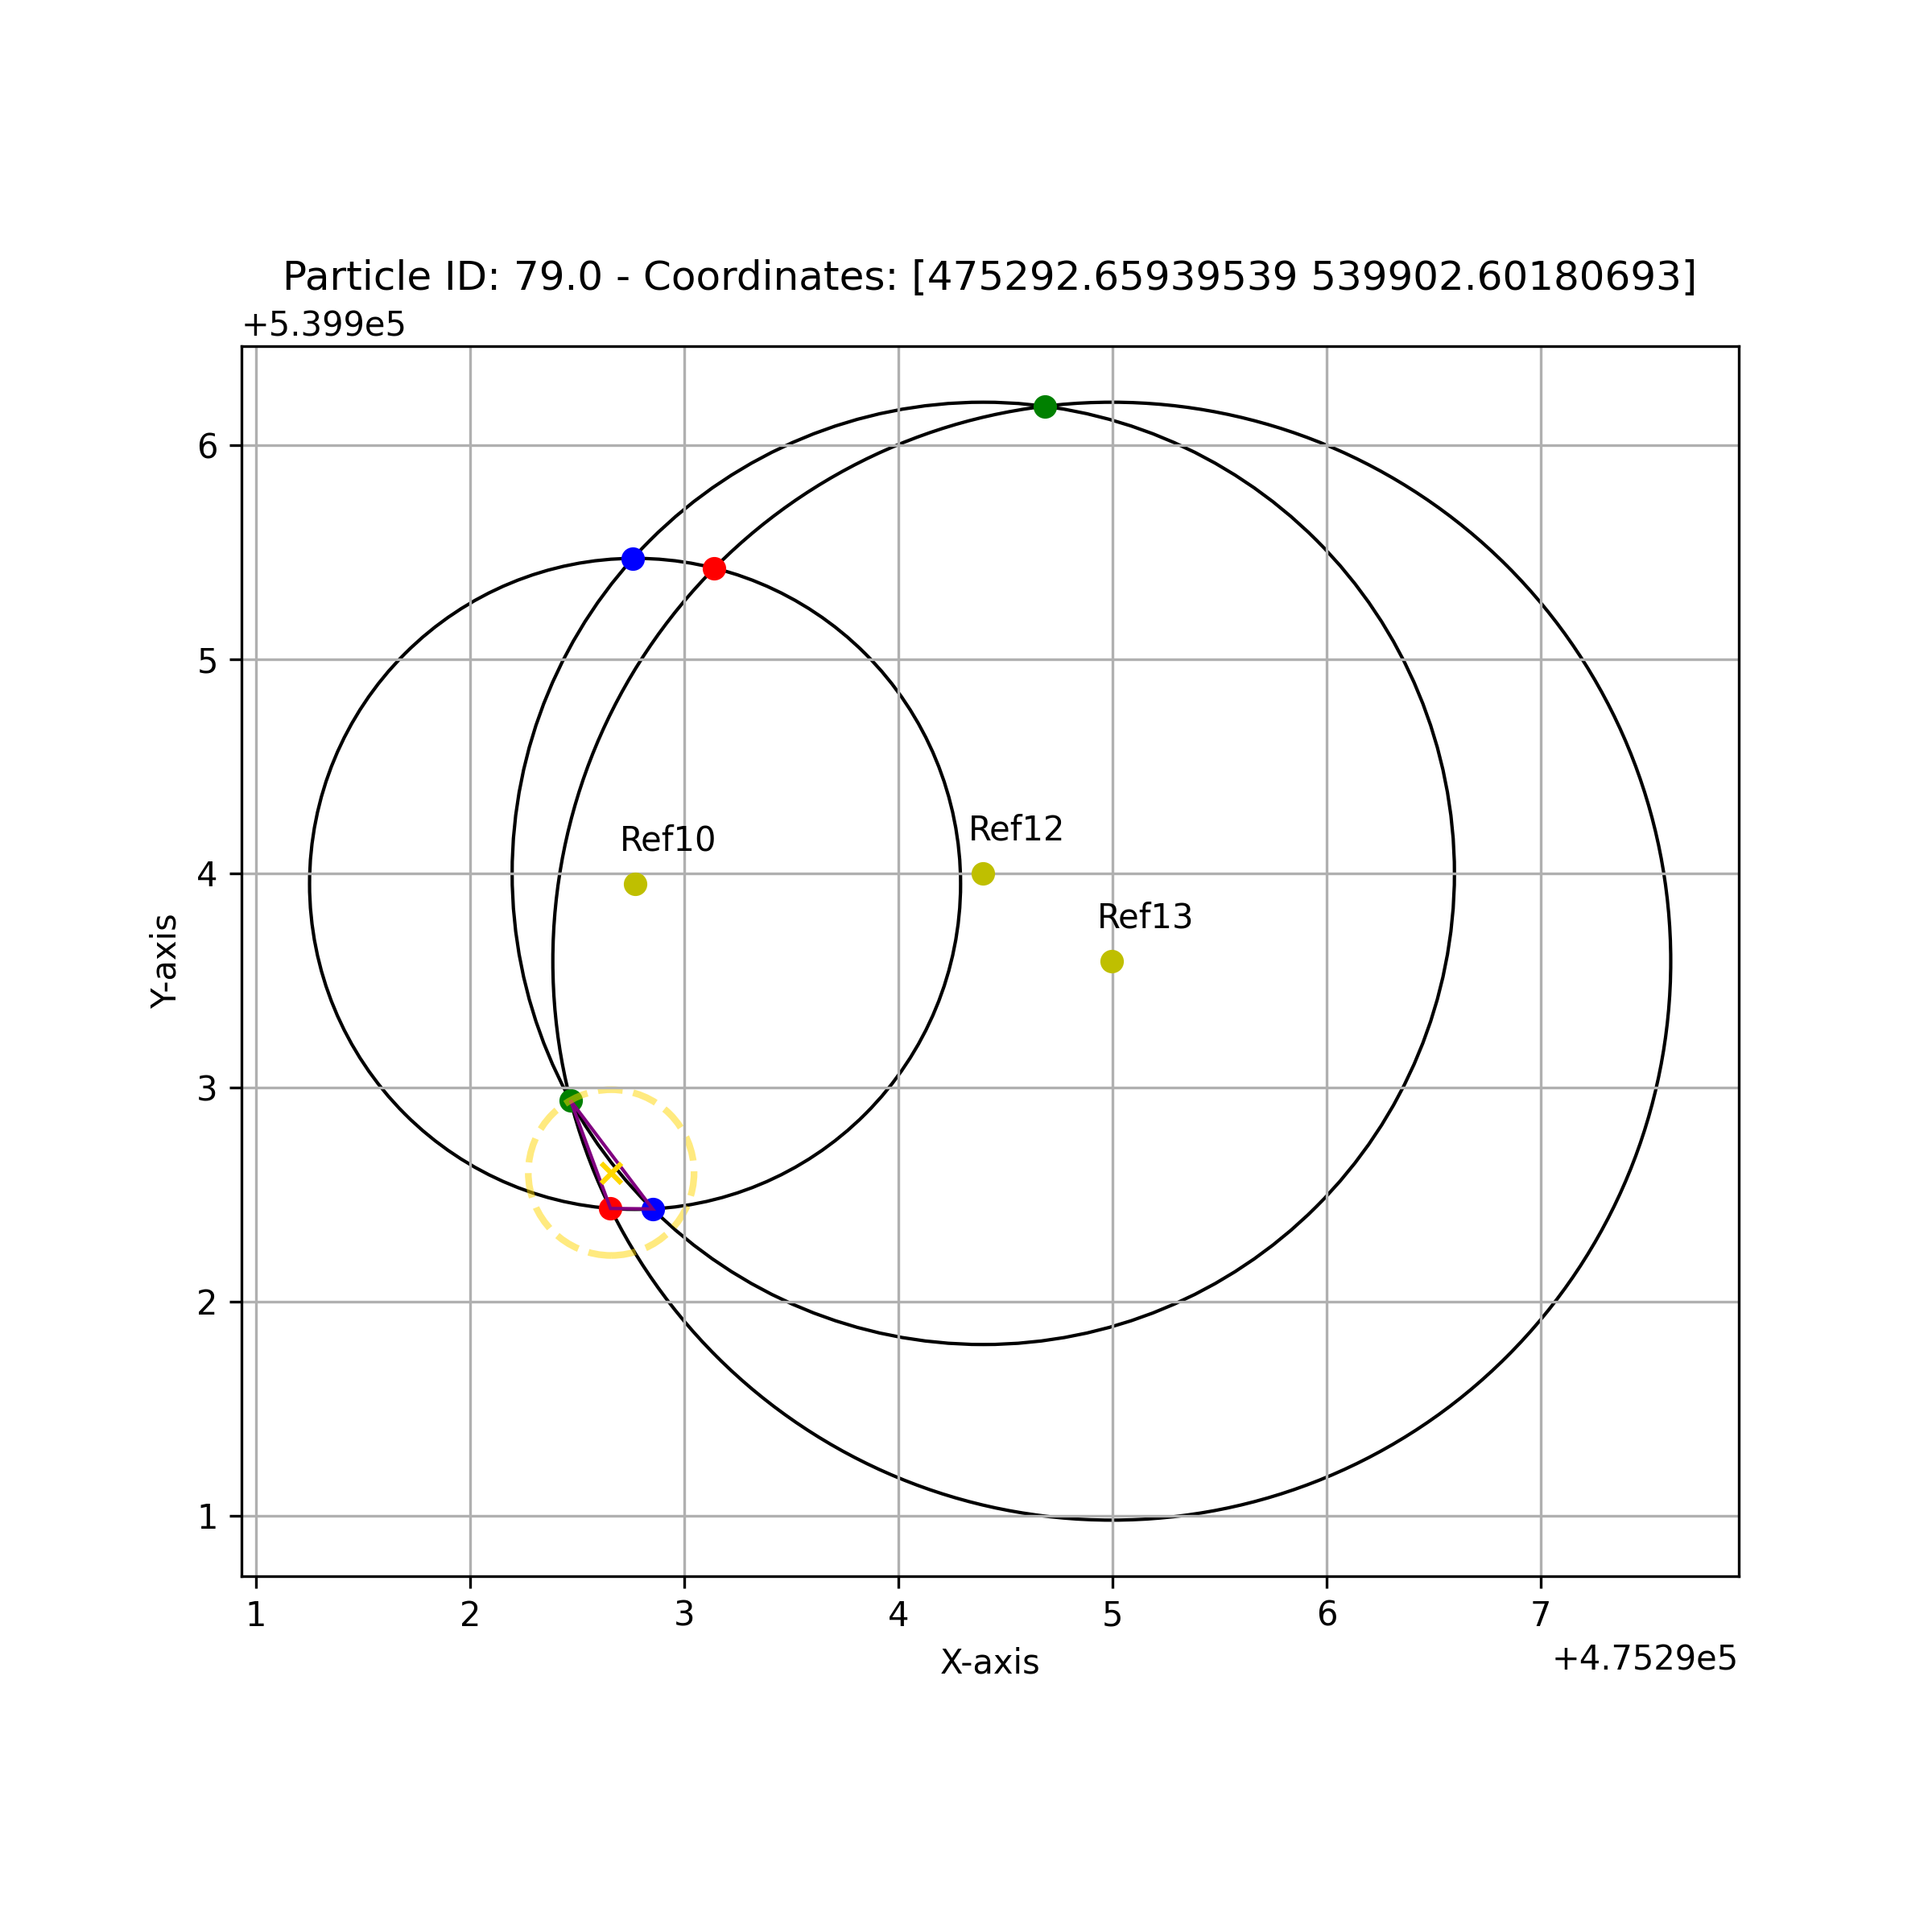 Particle ID: 79.0 - Coordinates: [475292.65939539 539902.60180693]
+5.399e5
6
5
4
3
2
1
Y-axis
Ref10
Ref12
Ref13
1 2 3 4 5 6 7
X-axis
+4.7529e5